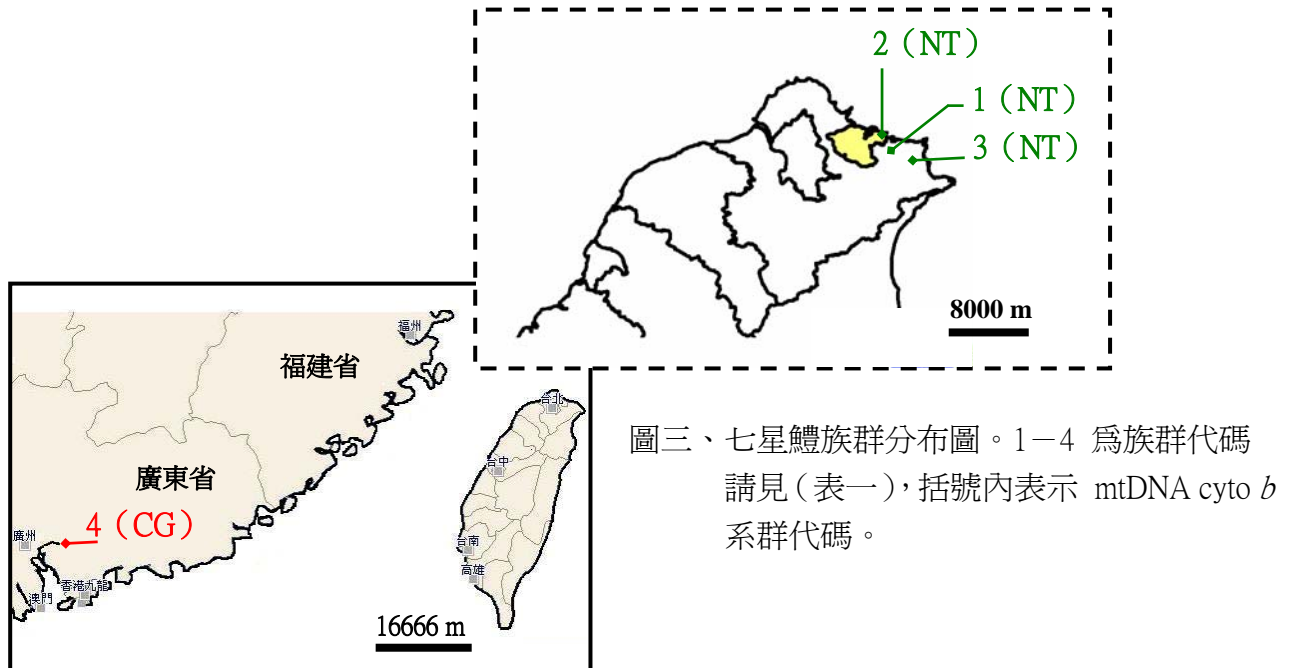 2（NT）
1（NT）
3（NT）
8000 m
福州
福建省
台北
廣東省
台中
4（CG）
廣州
台南
香港九龍
高雄
澳門
16666 m
圖三、七星鱧族群分布圖。1－4 為族群代碼
請見(表一)，括號內表示 mtDNA cyto b
系群代碼。